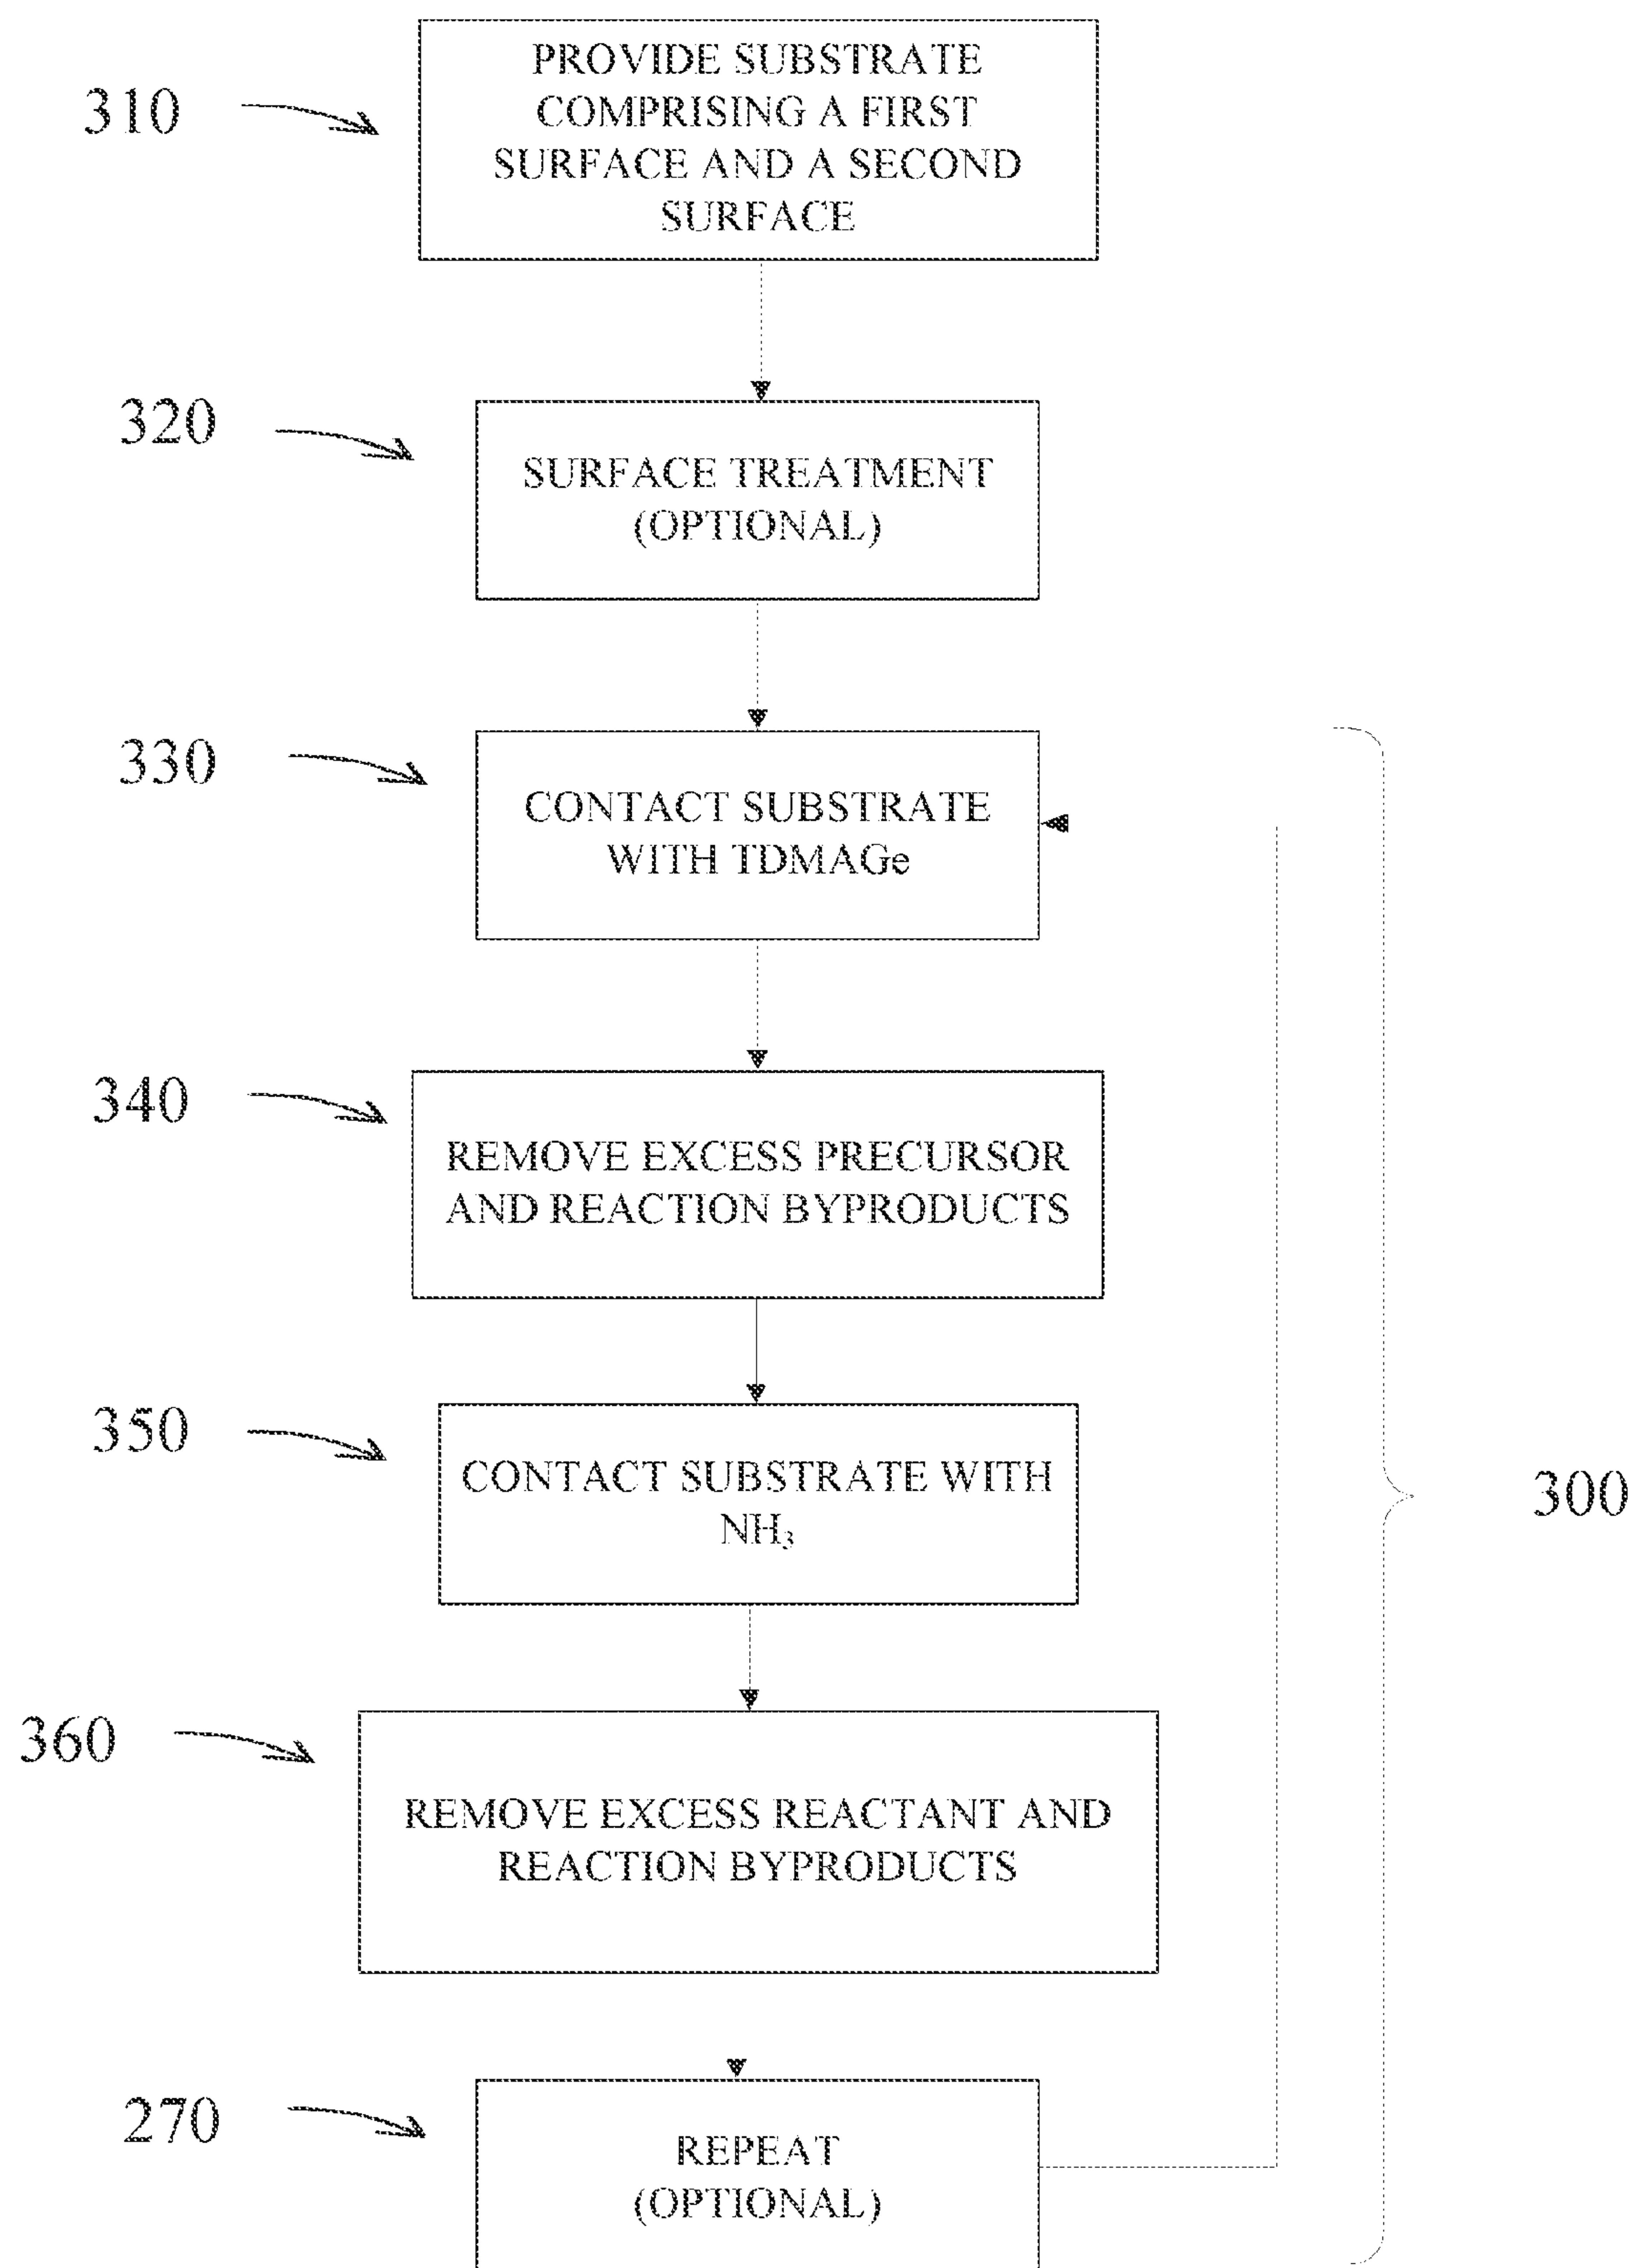 310
PROVIDE SUBSTRATE
COMPRISING A FIRST
SURFACE AND A SECOND
SURFACE
320
SURFACE TREATMENT
(OPTIONAL)
330
CONTACT SUBSTRATE
WITH TDMAGe
340
REMOVE EXCESS PRECURSOR
AND REACTION BYPRODUCTS
350
CONTACT SUBSTRATE WITH
NH₃
300
360
REMOVE EXCESS REACTANT AND
REACTION BYPRODUCTS
270
REPEAT
(OPTIONAL)